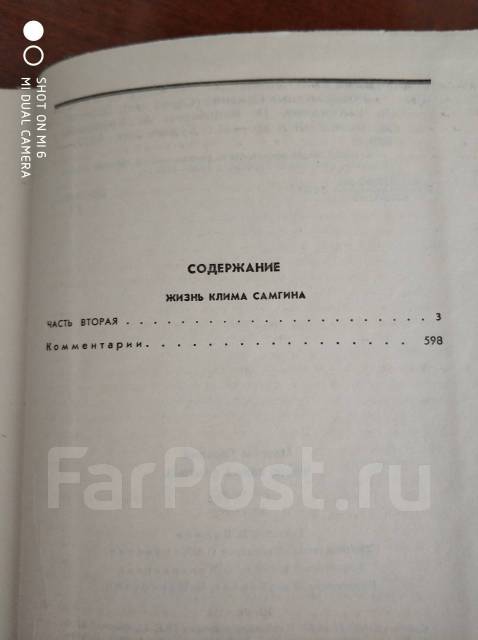 SHOT ON MI 6
MI DUAL CAMERA
СОДЕРЖАНИЕ
ЖИЗНЬ КЛИМА САМГИНА
ЧАСТЬ ВТОРАЯ . . . . . . . . . . . . . . . . . . . . . . . 3
Комментарии. . . . . . . . . . . . . . . . . . . . . 598
FarPost.ru